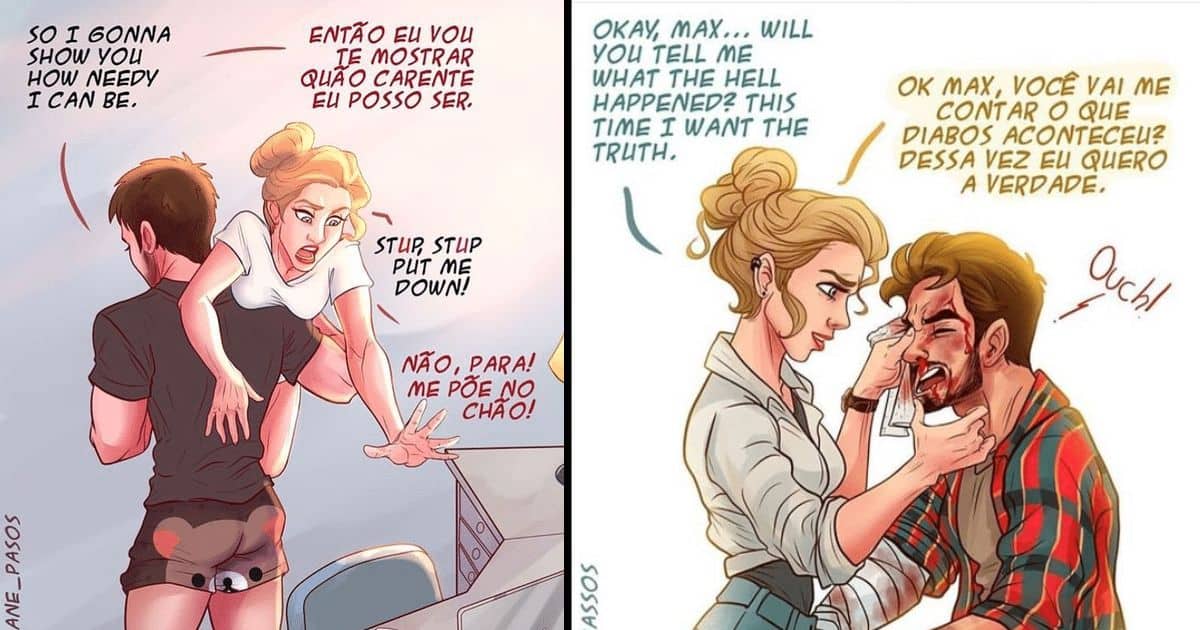 SO I GONNA
SHOW YOU
HOW NEEDY
I CAN BE.
ENTÃO EU VOU
TE MOSTRAR
QUÃO CARENTE
EU POSSO SER.
STUP, STUP
PUT ME
DOWN!
NÃO, PARA!
ME PÕE NO
CHÃO!
ANE_PASOS
OKAY, MAX... WILL
YOU TELL ME
WHAT THE HELL
HAPPENED? THIS
TIME I WANT THE
TRUTH.
OK MAX, VOCÊ VAI ME
CONTAR O QUE
DIABOS ACONTECEU?
DESSA VEZ EU QUERO
A VERDADE.
Ouch!
ASSOS